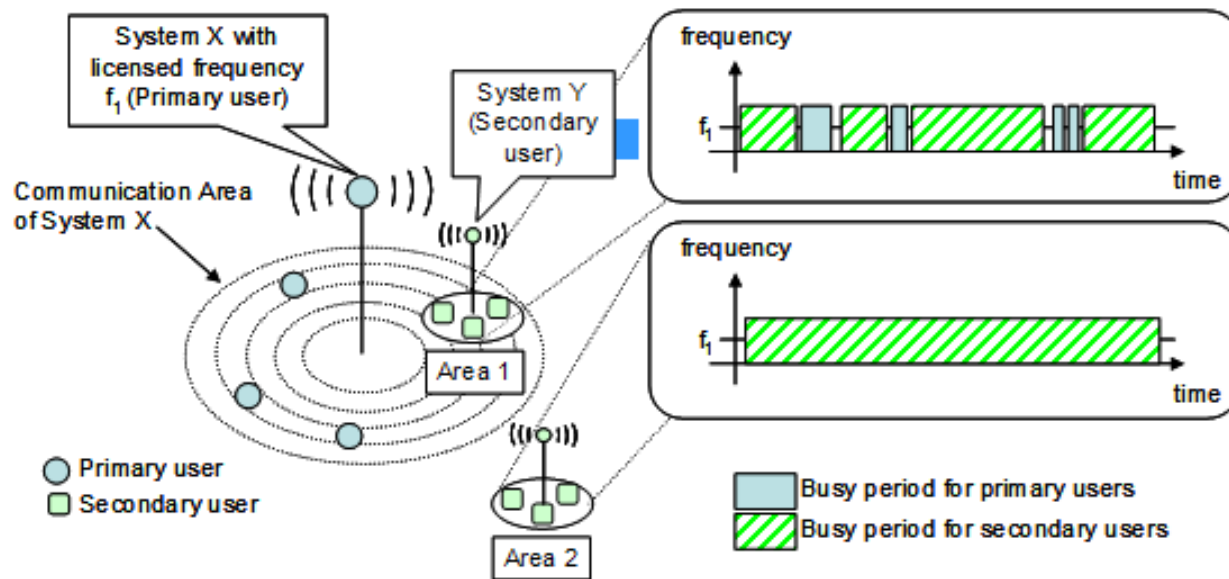 System X with
licensed frequency
f₁ (Primary user)
System Y
(Secondary
user)
Communication Area
of System X
Area 1
Area 2
Primary user
Secondary user
frequency
f₁
time
frequency
f₁
time
Busy period for primary users
Busy period for secondary users